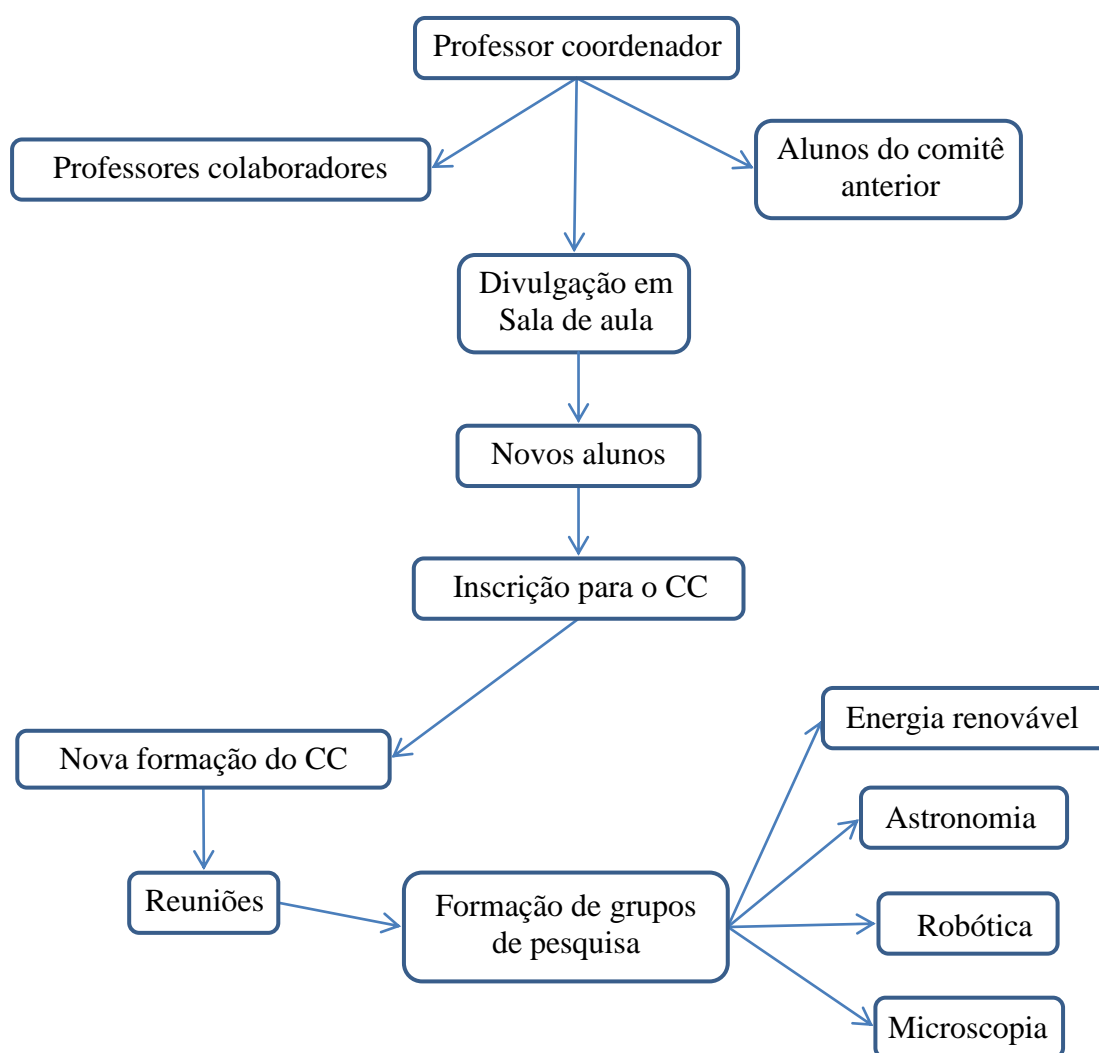 Professor coordenador
Professores colaboradores
Alunos do comitê
anterior
Divulgação em
Sala de aula
Novos alunos
Inscrição para o CC
Energia renovável
Nova formação do CC
Astronomia
Reuniões
Formação de grupos
de pesquisa
Robótica
Microscopia